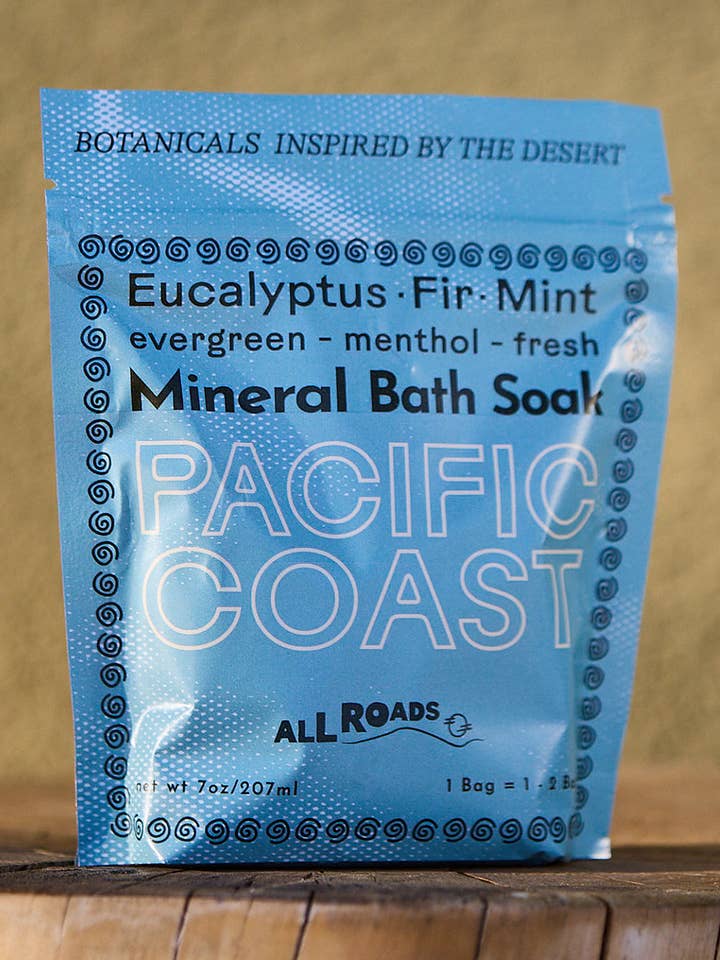 BOTANICALS INSPIRED BY THE DESERT
Eucalyptus · Fir · Mint
evergreen - menthol - fresh
Mineral Bath Soak
PACIFIC
COAST
ALL ROADS
net wt 7oz/207ml 1 Bag = 1 - 2